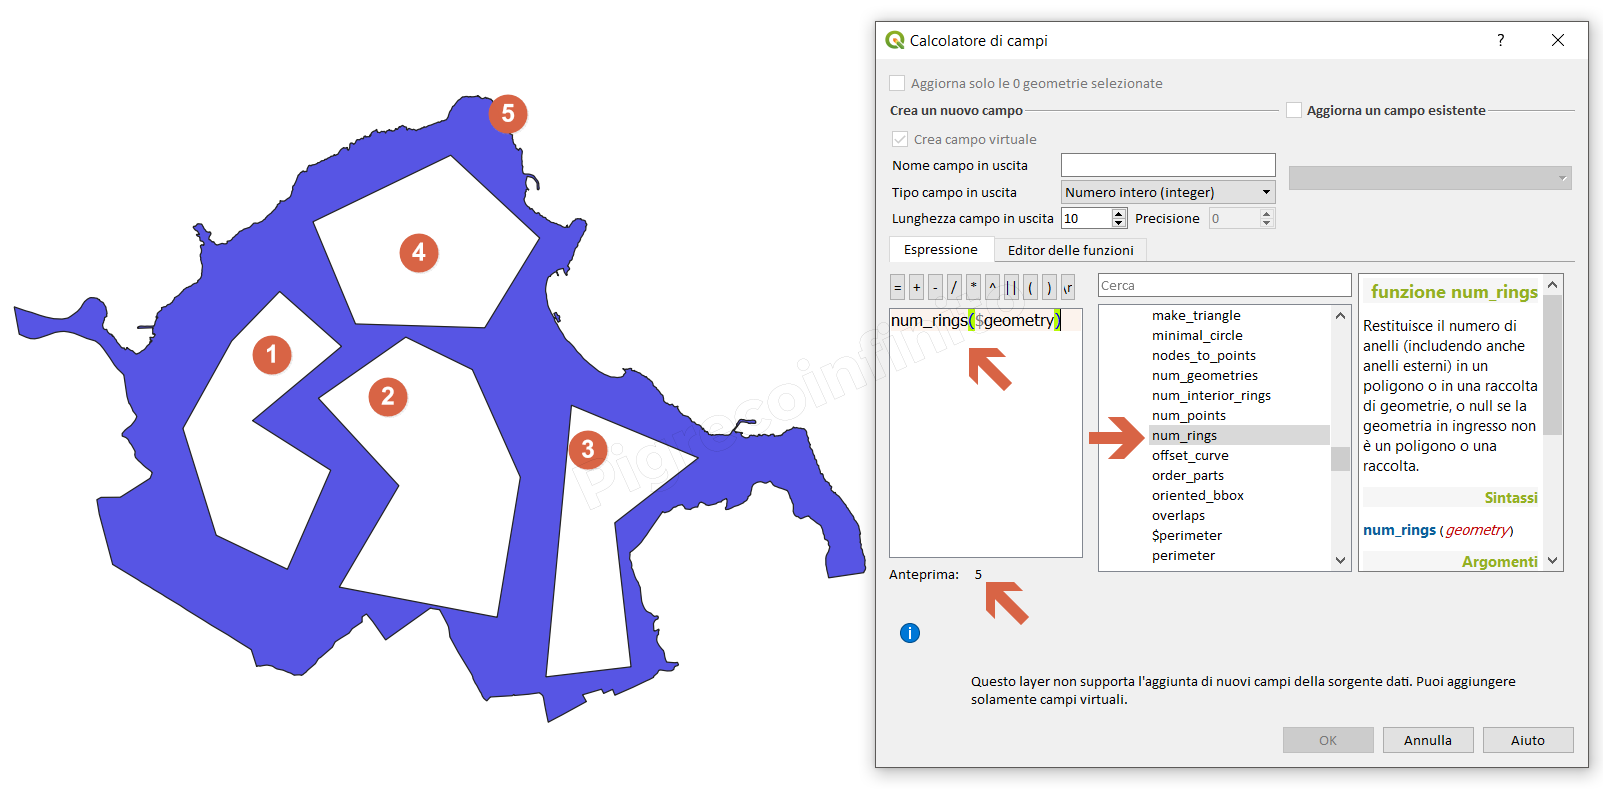 5
4
1
2
3
Pigrecoinfinito
Calcolatore di campi
?
Aggiorna solo le 0 geometrie selezionate
Crea un nuovo campo
Aggiorna un campo esistente
Crea campo virtuale
Nome campo in uscita
Tipo campo in uscita
Numero intero (integer)
Lunghezza campo in uscita
10
Precisione
0
Espressione
Editor delle funzioni
= + - / * ^ || ( ) \r
num_rings($geometry)
Anteprima: 5
Cerca
make_triangle
minimal_circle
nodes_to_points
num_geometries
num_interior_rings
num_points
num_rings
offset_curve
order_parts
oriented_bbox
overlaps
$perimeter
perimeter
funzione num_rings
Restituisce il numero di
anelli (includendo anche
anelli esterni) in un
poligono o in una raccolta
di geometrie, o null se la
geometria in ingresso non
è un poligono o una
raccolta.
Sintassi
num_rings (geometry)
Argomenti
i
Questo layer non supporta l'aggiunta di nuovi campi della sorgente dati. Puoi aggiungere
solamente campi virtuali.
OK
Annulla
Aiuto